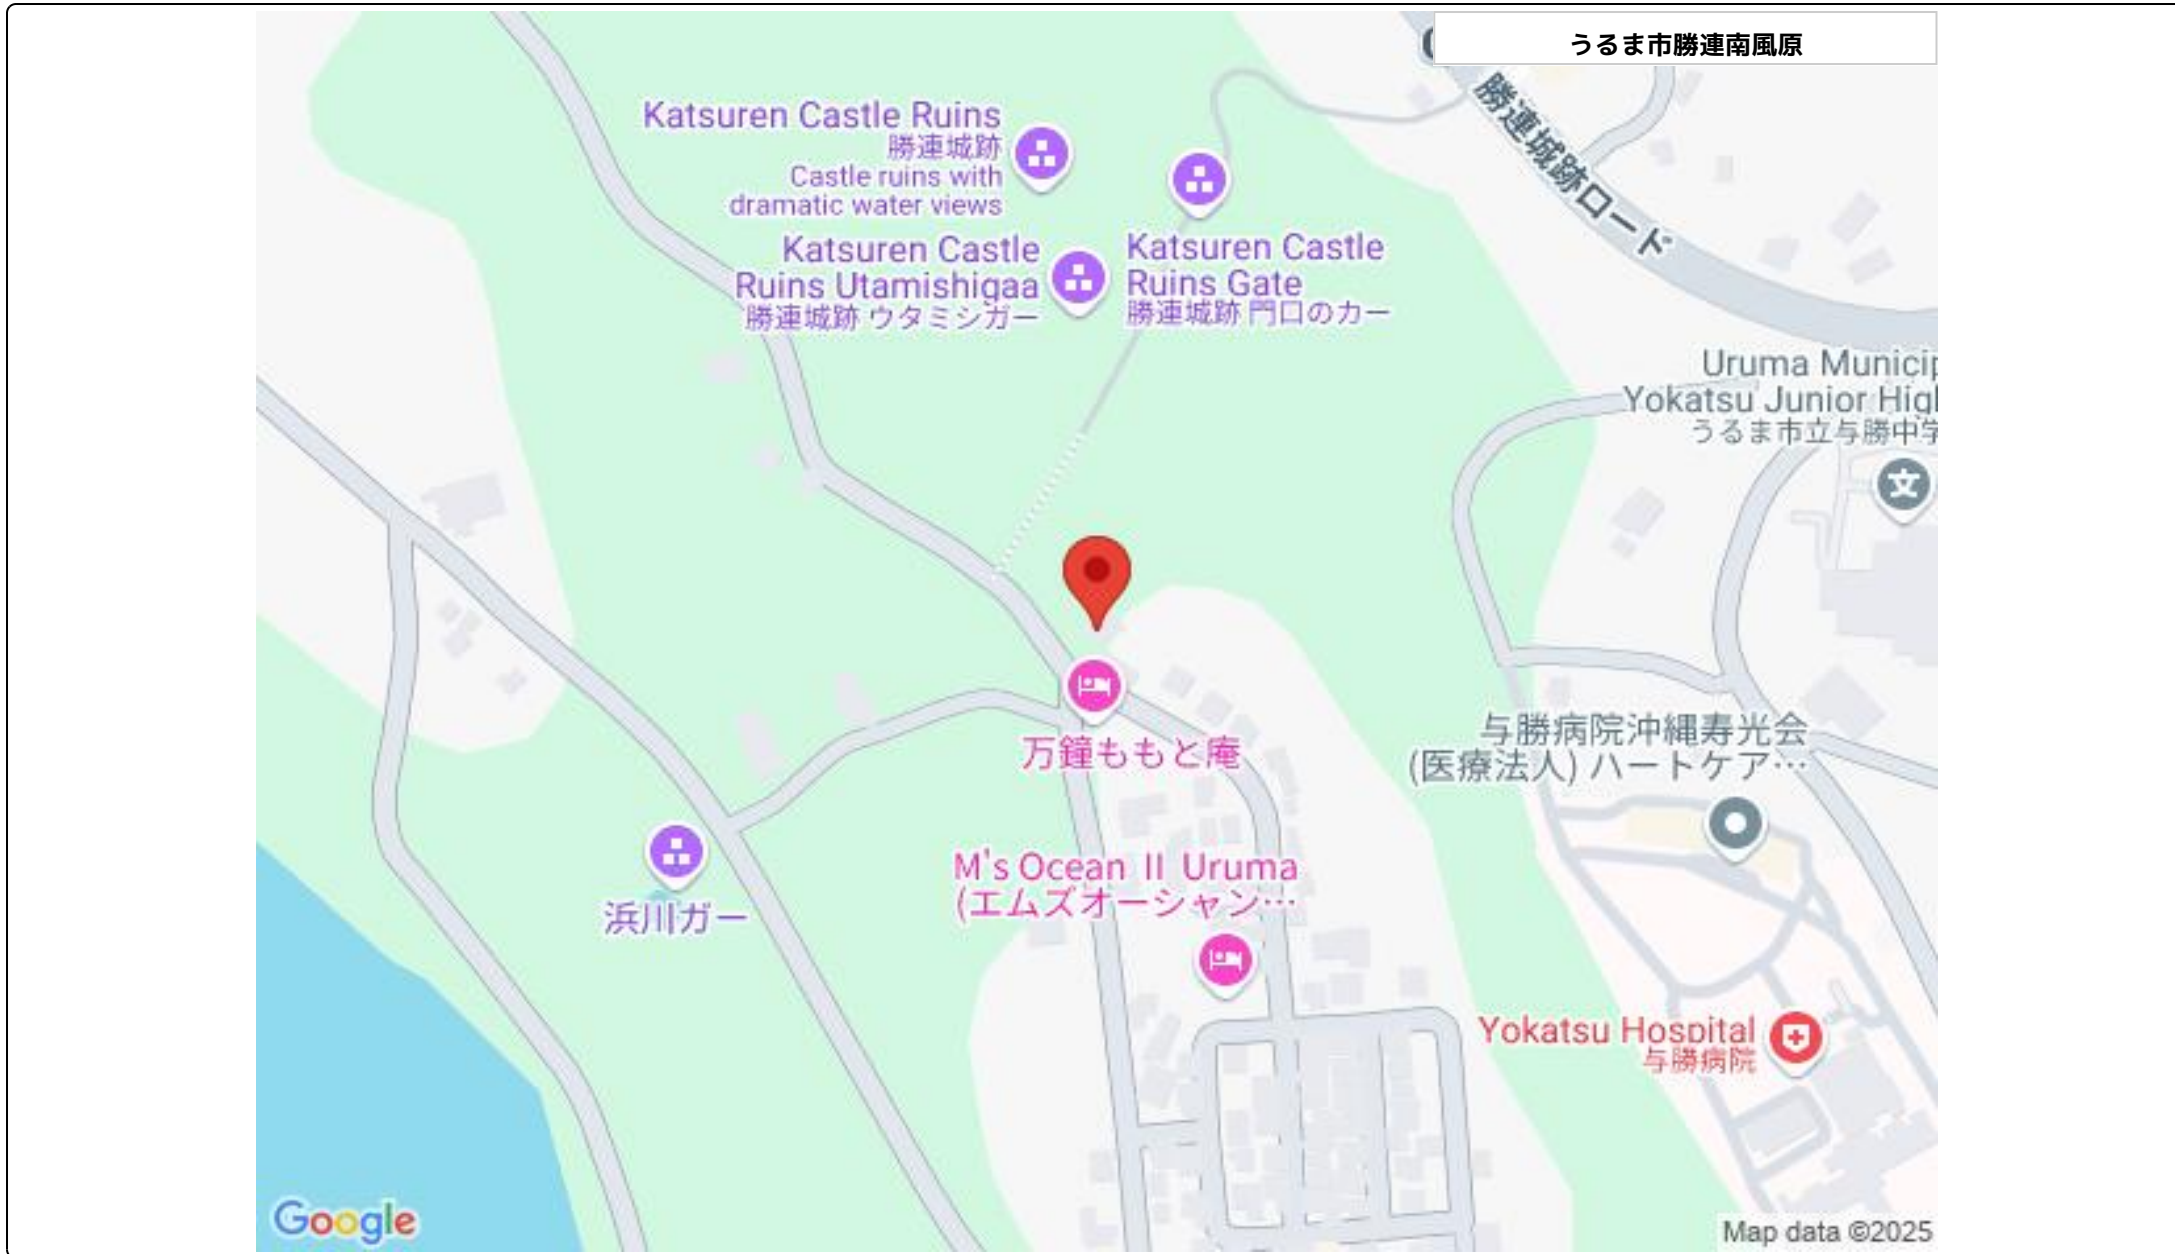 うるま市勝連南風原
勝連城跡ロード
Katsuren Castle Ruins
勝連城跡
Castle ruins with
dramatic water views
Katsuren Castle
Ruins Utamishigaa
勝連城跡 ウタミシガー
Katsuren Castle
Ruins Gate
勝連城跡 門口のカー
Uruma Municip
Yokatsu Junior High
うるま市立与勝中学
文
万鐘ももと庵
与勝病院沖縄寿光会
(医療法人) ハートケア…
浜川ガー
M's Ocean II Uruma
(エムズオーシャン…
Yokatsu Hospital
与勝病院
Google
Map data ©2025